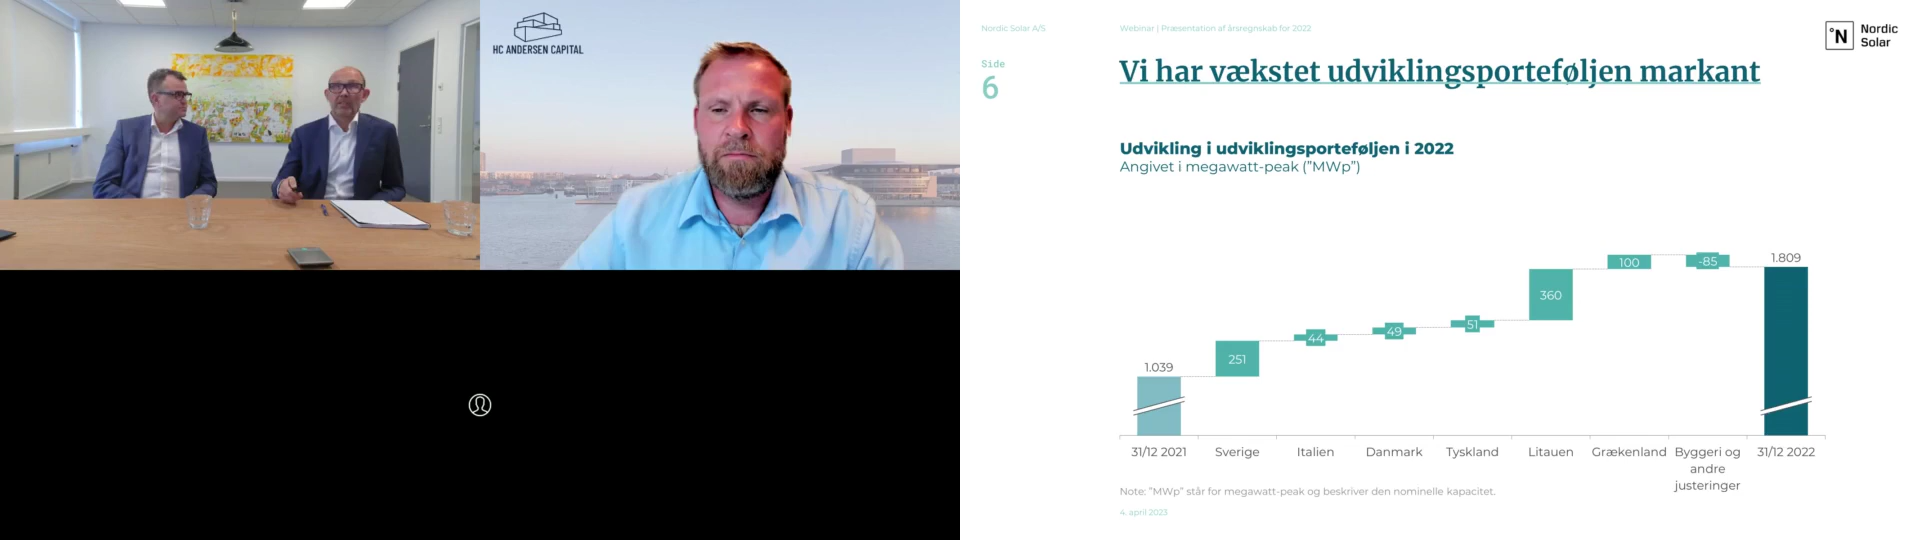 HC ANDERSEN CAPITAL
Nordic Solar A/S
Webinar | Præsentation af årsregnskab for 2022
°N Nordic
Solar
Side
6
Vi har vækstet udviklingsporteføljen markant
Udvikling i udviklingsporteføljen i 2022
Angivet i megawatt-peak (”MWp”)
1.039
251
44
49
51
360
100
-85
1.809
31/12 2021 Sverige Italien Danmark Tyskland Litauen Grækenland Byggeri og 31/12 2022
andre
justeringer
Note: ”MWp” står for megawatt-peak og beskriver den nominelle kapacitet.
4. april 2023